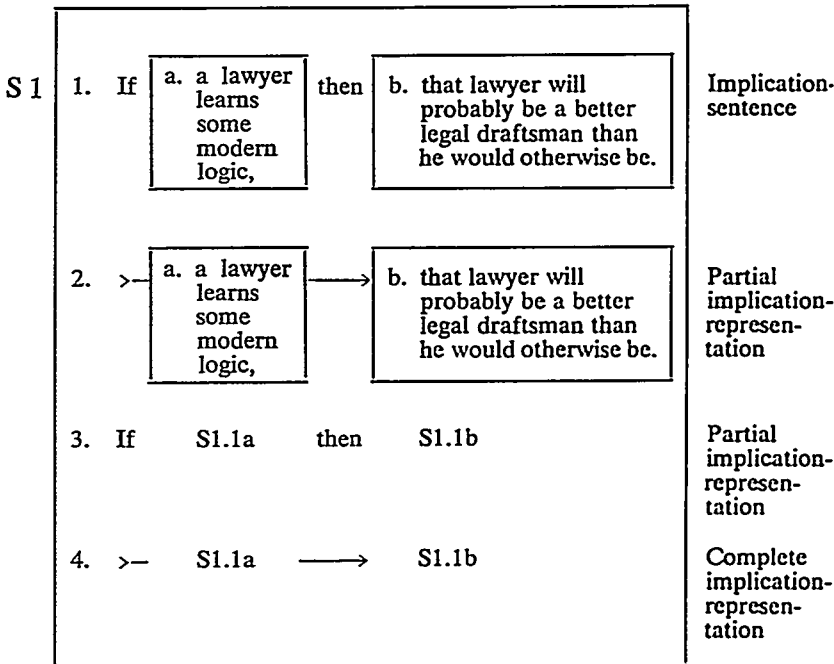 S 1
1. If a. a lawyer then b. that lawyer will Implication-
learns probably be a better sentence
some legal draftsman than
modern he would otherwise be.
logic,
2. >— a. a lawyer ⟶ b. that lawyer will Partial
learns probably be a better implication-
some legal draftsman than represen-
modern he would otherwise be. tation
logic,
3. If S1.1a then S1.1b Partial
implication-
represen-
tation
4. >— S1.1a ⟶ S1.1b Complete
implication-
represen-
tation